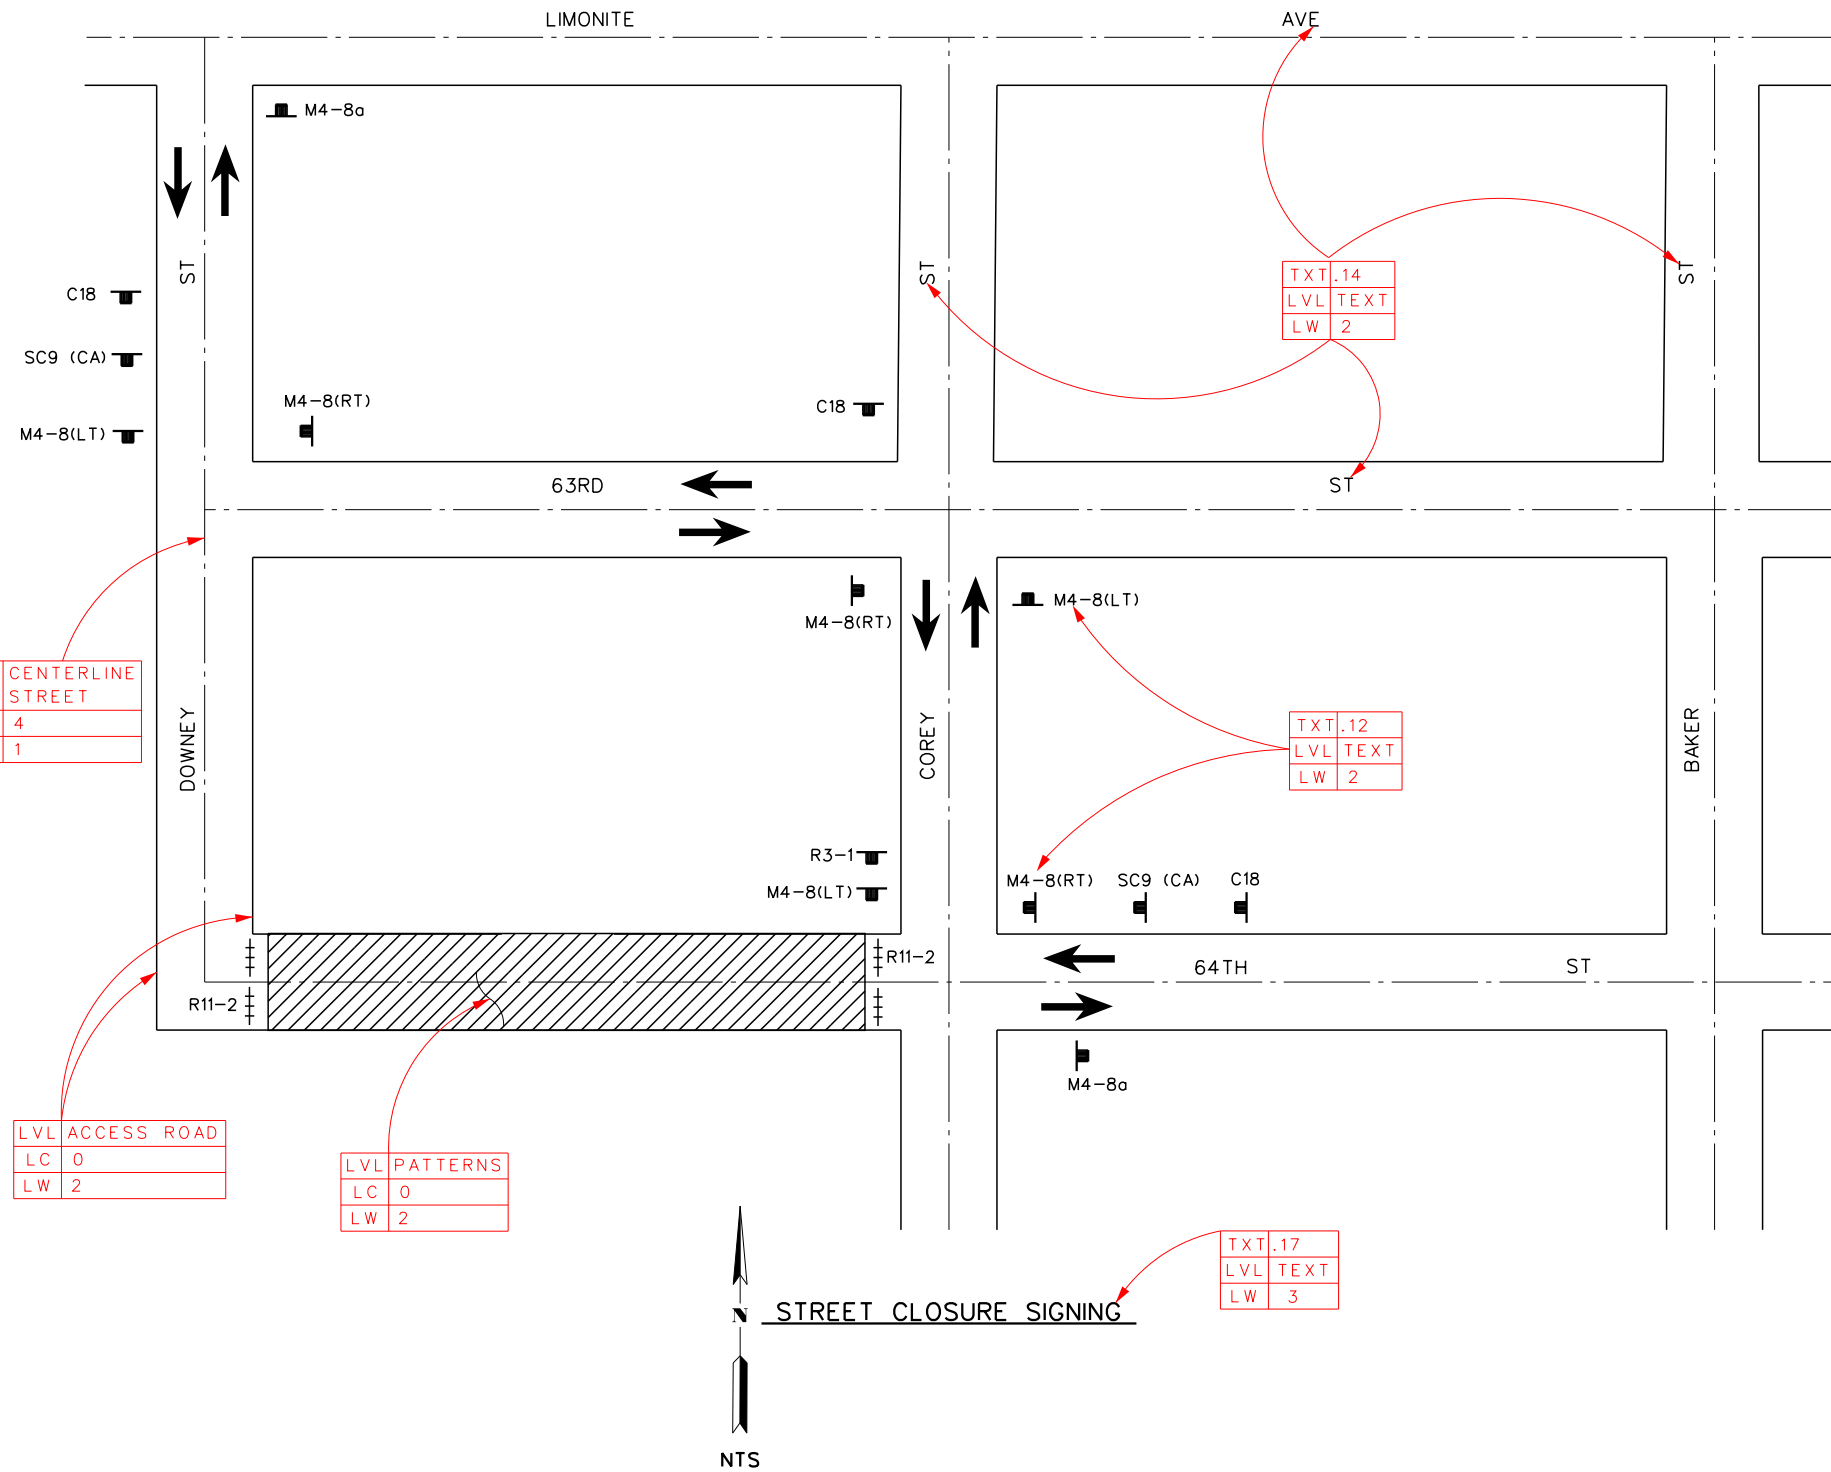 LIMONITE AVE
M4-8a
ST
ST
ST
TXT .14
LVL TEXT
LW 2
C18
SC9 (CA)
M4-8(LT)
M4-8(RT)
C18
63RD ST
M4-8(RT)
M4-8(LT)
CENTERLINE
STREET
4
1
DOWNEY
COREY
BAKER
TXT .12
LVL TEXT
LW 2
R3-1
M4-8(LT)
M4-8(RT)
SC9 (CA)
C18
R11-2
R11-2
64TH ST
M4-8a
LVL ACCESS ROAD
LC 0
LW 2
LVL PATTERNS
LC 0
LW 2
TXT .17
LVL TEXT
LW 3
N
STREET CLOSURE SIGNING
NTS